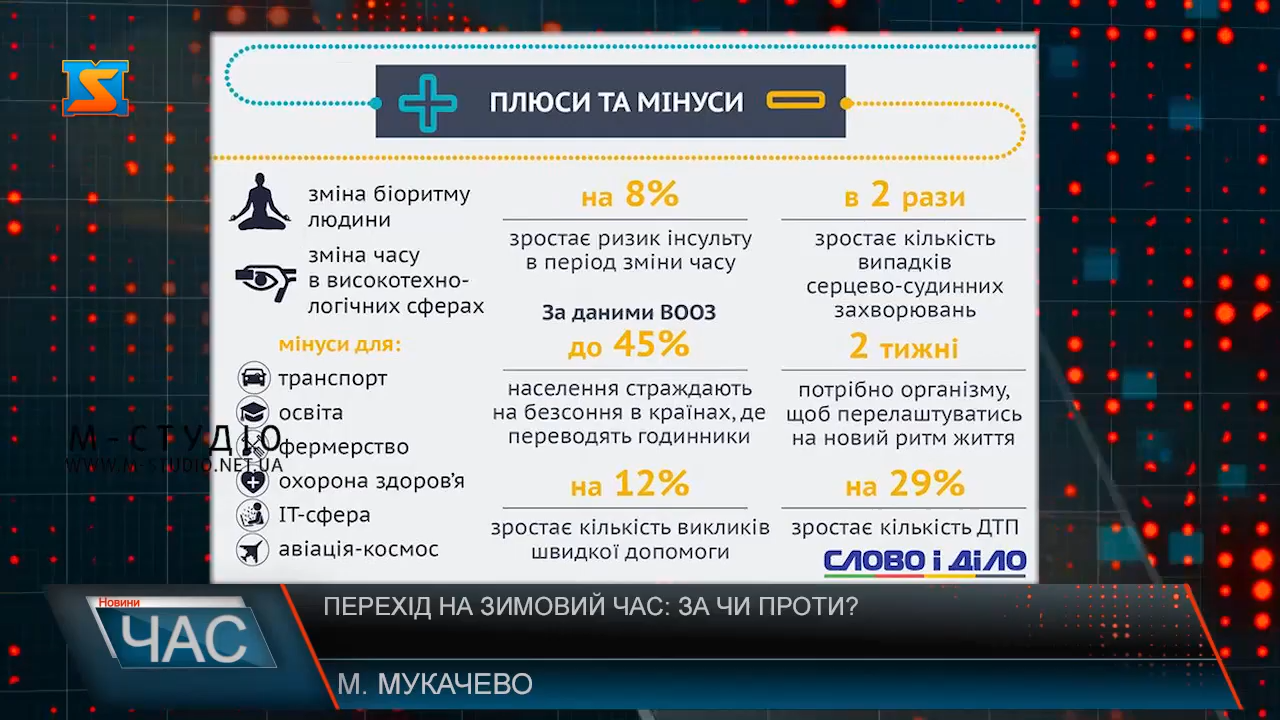 ПЛЮСИ ТА МІНУСИ
зміна біоритму
людини
зміна часу
в високотехно-
логічних сферах
мінуси для:
транспорт
освіта
фермерство
охорона здоров'я
ІТ-сфера
авіація-космос
на 8%
зростає ризик інсульту
в період зміни часу
За даними ВООЗ
до 45%
населення страждають
на безсоння в країнах, де
переводять годинники
на 12%
зростає кількість викликів
швидкої допомоги
в 2 рази
зростає кількість
випадків
серцево-судинних
захворювань
2 тижні
потрібно організму,
щоб перелаштуватись
на новий ритм життя
на 29%
зростає кількість ДТП
СЛОВО і ДіЛО
М-СТУДІО
WWW.M-STUDIO.NET.UA
Новини
ЧАС
ПЕРЕХІД НА ЗИМОВИЙ ЧАС: ЗА ЧИ ПРОТИ?
М. МУКАЧЕВО